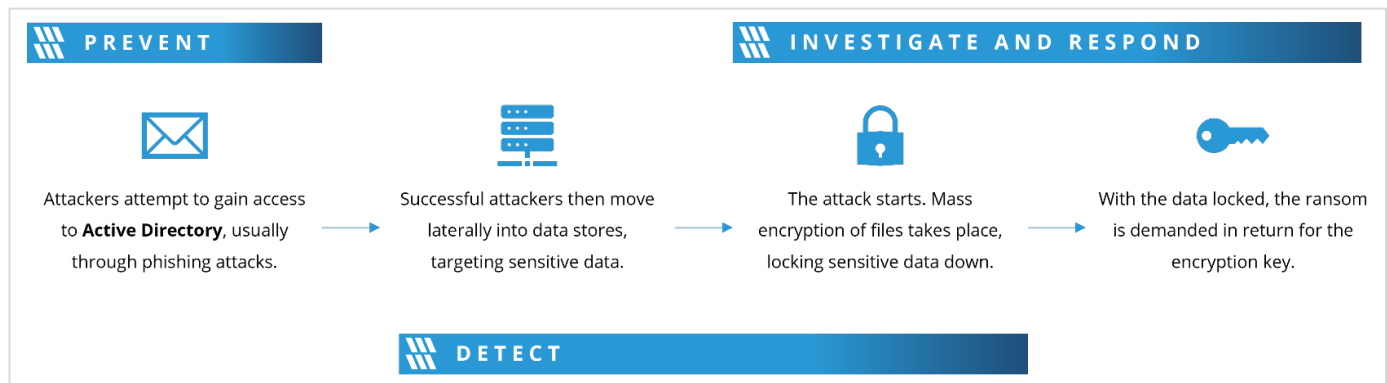 PREVENT
INVESTIGATE AND RESPOND
Attackers attempt to gain access
to Active Directory, usually
through phishing attacks.
Successful attackers then move
laterally into data stores,
targeting sensitive data.
The attack starts. Mass
encryption of files takes place,
locking sensitive data down.
With the data locked, the ransom
is demanded in return for the
encryption key.
DETECT